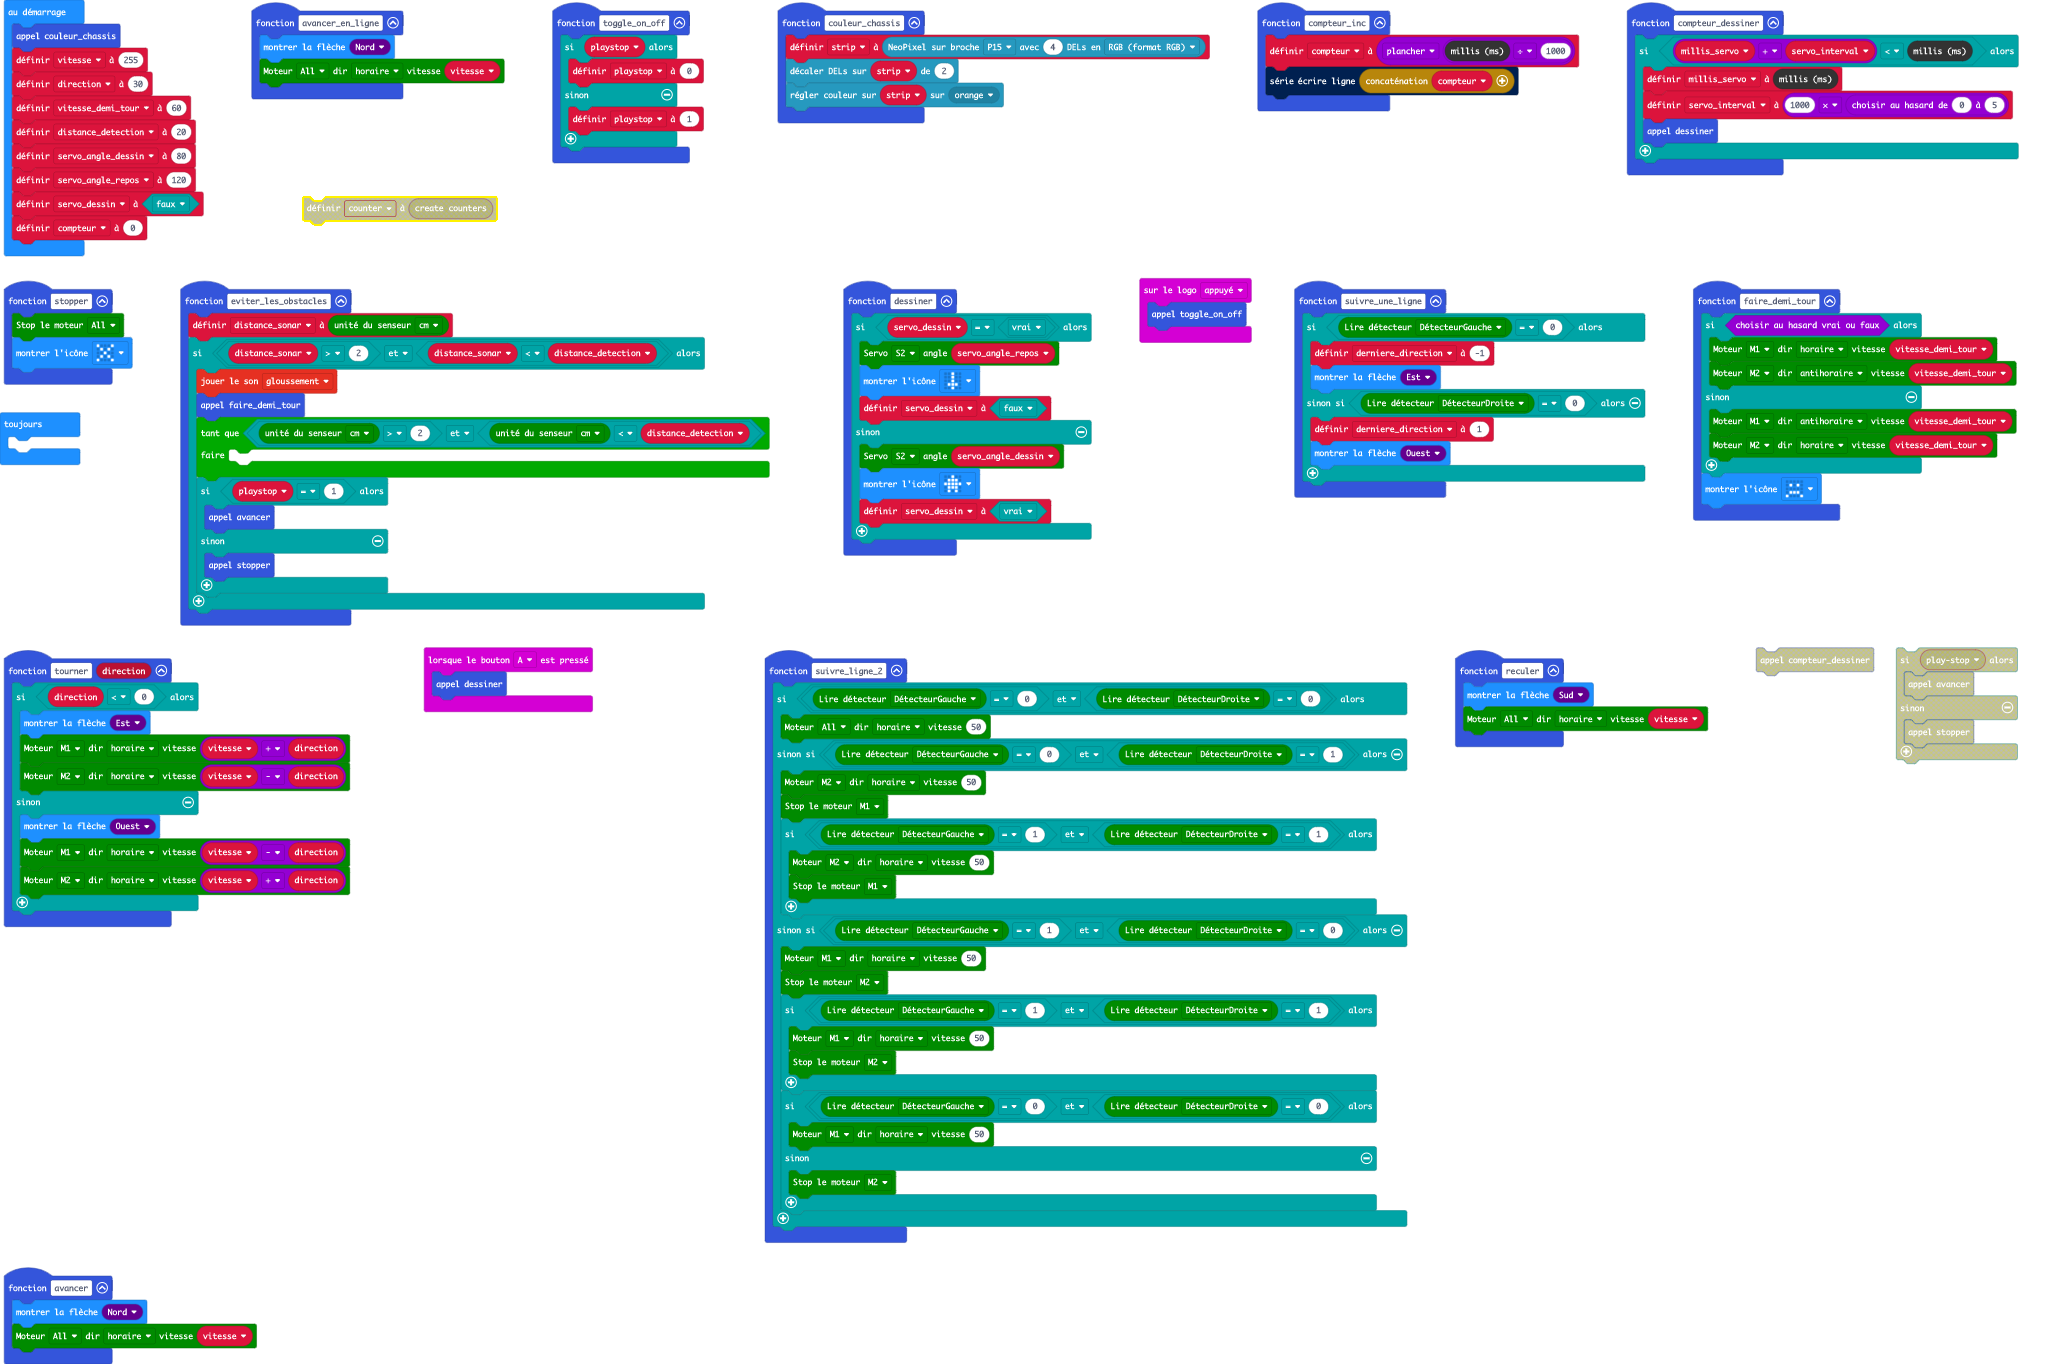 au démarrage
appel couleur_chassis
définir vitesse à 255
définir direction à 30
définir vitesse_demi_tour à 60
définir distance_detection à 20
définir servo_angle_dessin à 80
définir servo_angle_repos à 120
définir servo_dessin à faux
définir compteur à 0
fonction avancer_en_ligne
montrer la flèche Nord
Moteur All dir horaire vitesse vitesse
définir counter à create counters
fonction toggle_on_off
si playstop alors
définir playstop à 0
sinon
définir playstop à 1
fonction couleur_chassis
définir strip à NeoPixel sur broche P15 avec 4 DELs en RGB (format RGB)
décaler DELs sur strip de 2
régler couleur sur strip sur orange
fonction compteur_inc
définir compteur à plancher millis (ms) ÷ 1000
série écrire ligne concaténation compteur
fonction compteur_dessiner
si millis_servo + servo_interval < millis (ms) alors
définir millis_servo à millis (ms)
définir servo_interval à 1000 × choisir au hasard de 0 à 5
appel dessiner
fonction stopper
Stop le moteur All
montrer l'icône
toujours
fonction eviter_les_obstacles
définir distance_sonar à unité du senseur cm
si distance_sonar > 2 et distance_sonar < distance_detection alors
jouer le son gloussement
appel faire_demi_tour
tant que unité du senseur cm > 2 et unité du senseur cm < distance_detection
faire
si playstop = 1 alors
appel avancer
sinon
appel stopper
fonction dessiner
si servo_dessin = vrai alors
Servo S2 angle servo_angle_repos
montrer l'icône
définir servo_dessin à faux
sinon
Servo S2 angle servo_angle_dessin
montrer l'icône
définir servo_dessin à vrai
sur le logo appuyé
appel toggle_on_off
fonction suivre_une_ligne
si Lire détecteur DétecteurGauche = 0 alors
définir derniere_direction à -1
montrer la flèche Est
sinon si Lire détecteur DétecteurDroite = 0 alors
définir derniere_direction à 1
montrer la flèche Ouest
fonction faire_demi_tour
si choisir au hasard vrai ou faux alors
Moteur M1 dir horaire vitesse vitesse_demi_tour
Moteur M2 dir antihoraire vitesse vitesse_demi_tour
sinon
Moteur M1 dir antihoraire vitesse vitesse_demi_tour
Moteur M2 dir horaire vitesse vitesse_demi_tour
montrer l'icône
fonction tourner direction
si direction < 0 alors
montrer la flèche Est
Moteur M1 dir horaire vitesse vitesse + direction
Moteur M2 dir horaire vitesse vitesse - direction
sinon
montrer la flèche Ouest
Moteur M1 dir horaire vitesse vitesse - direction
Moteur M2 dir horaire vitesse vitesse + direction
lorsque le bouton A est pressé
appel dessiner
fonction suivre_ligne_2
si Lire détecteur DétecteurGauche = 0 et Lire détecteur DétecteurDroite = 0 alors
Moteur All dir horaire vitesse 50
sinon si Lire détecteur DétecteurGauche = 0 et Lire détecteur DétecteurDroite = 1 alors
Moteur M2 dir horaire vitesse 50
Stop le moteur M1
si Lire détecteur DétecteurGauche = 1 et Lire détecteur DétecteurDroite = 1 alors
Moteur M2 dir horaire vitesse 50
Stop le moteur M1
sinon si Lire détecteur DétecteurGauche = 1 et Lire détecteur DétecteurDroite = 0 alors
Moteur M1 dir horaire vitesse 50
Stop le moteur M2
si Lire détecteur DétecteurGauche = 1 et Lire détecteur DétecteurDroite = 1 alors
Moteur M1 dir horaire vitesse 50
Stop le moteur M2
si Lire détecteur DétecteurGauche = 0 et Lire détecteur DétecteurDroite = 0 alors
Moteur M1 dir horaire vitesse 50
sinon
Stop le moteur M2
fonction reculer
montrer la flèche Sud
Moteur All dir horaire vitesse vitesse
appel compteur_dessiner
si play-stop alors
appel avancer
sinon
appel stopper
fonction avancer
montrer la flèche Nord
Moteur All dir horaire vitesse vitesse